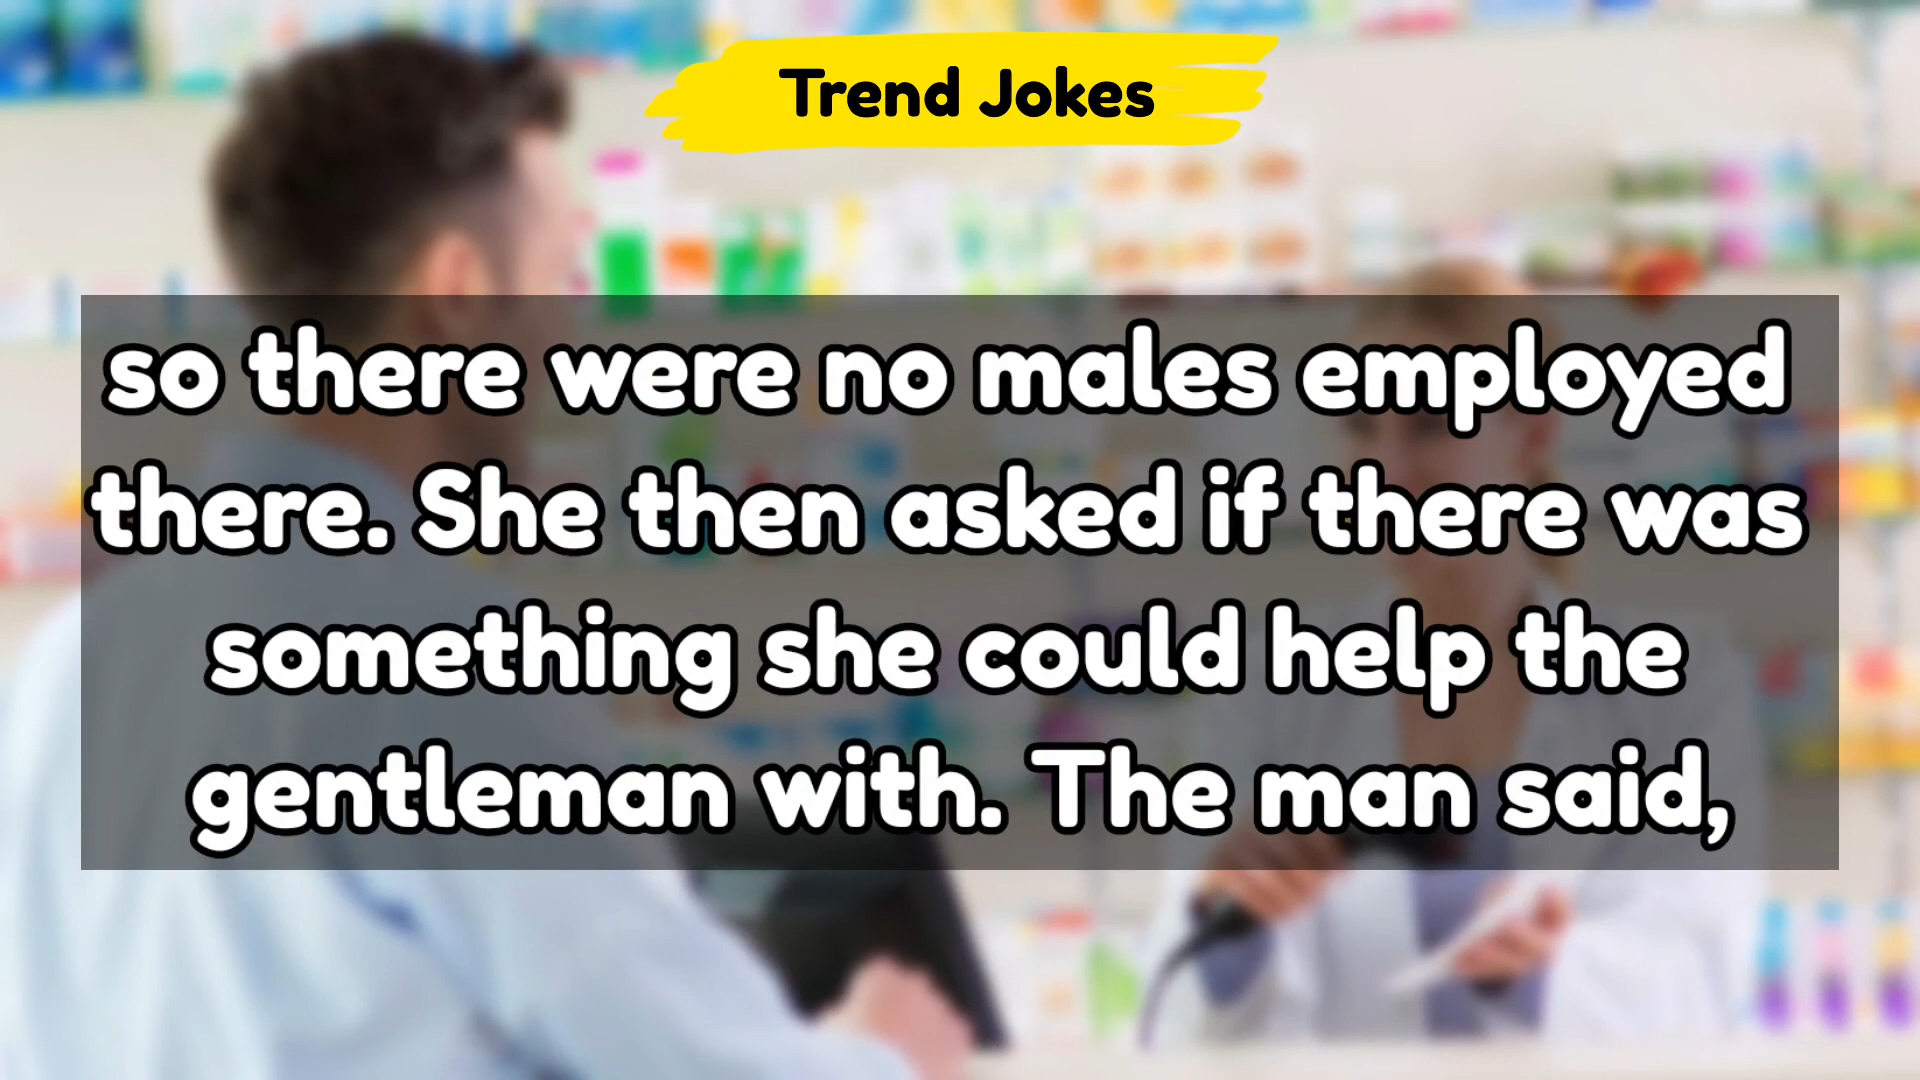 Trend Jokes
so there were no males employed
there. She then asked if there was
something she could help the
gentleman with. The man said,